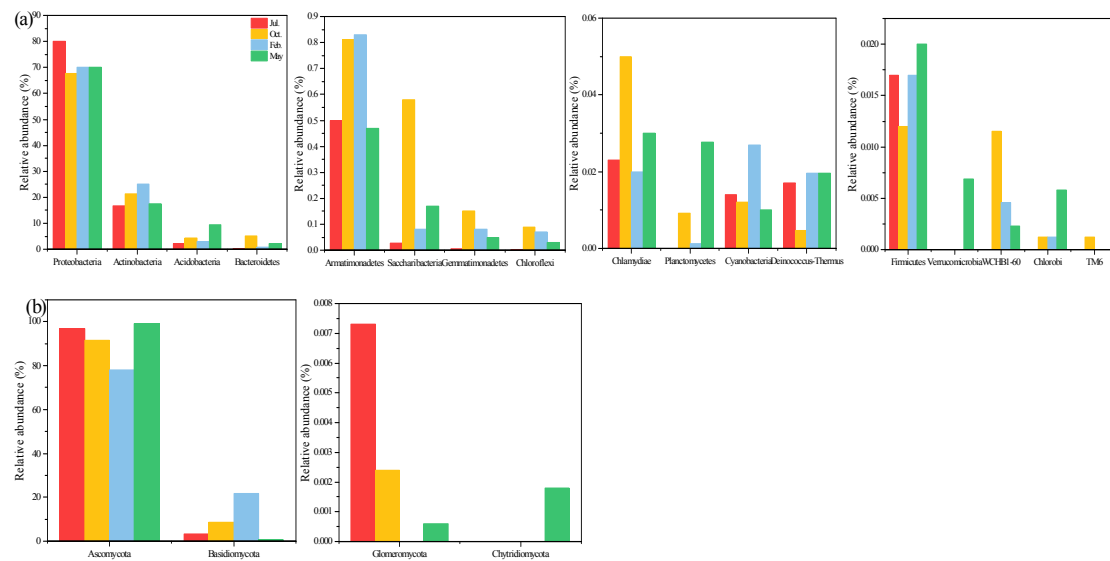 (a)
Relative abundance (%)
90
80
70
60
50
40
30
20
10
0
Jul.
Oct.
Feb.
May
Proteobacteria Actinobacteria Acidobacteria Bacteroidetes
Relative abundance (%)
0.9
0.8
0.7
0.6
0.5
0.4
0.3
0.2
0.1
0.0
Armatimonadetes Saccharibacteria Gemmatimonadetes Chloroflexi
Relative abundance (%)
0.06
0.04
0.02
0.00
Chlamydiae Planctomycetes Cyanobacteria Deinococcus-Thermus
Relative abundance (%)
0.020
0.015
0.010
0.005
0.000
Firmicutes Verrucomicrobia WCHB1-60 Chlorobi TM6
(b)
Relative abundance (%)
100
80
60
40
20
0
Ascomycota Basidiomycota
Relative abundance (%)
0.008
0.007
0.006
0.005
0.004
0.003
0.002
0.001
0.000
Glomeromycota Chytridiomycota